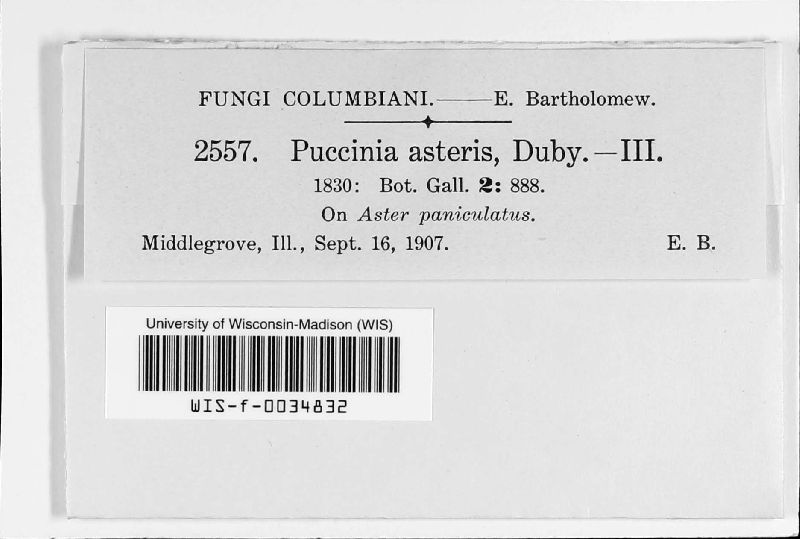 FUNGI COLUMBIANI.——E. Bartholomew.
2557. Puccinia asteris, Duby.—III.
1830: Bot. Gall. 2: 888.
On Aster paniculatus.
Middlegrove, Ill., Sept. 16, 1907. E. B.
University of Wisconsin-Madison (WIS)
WIS-f-0034832